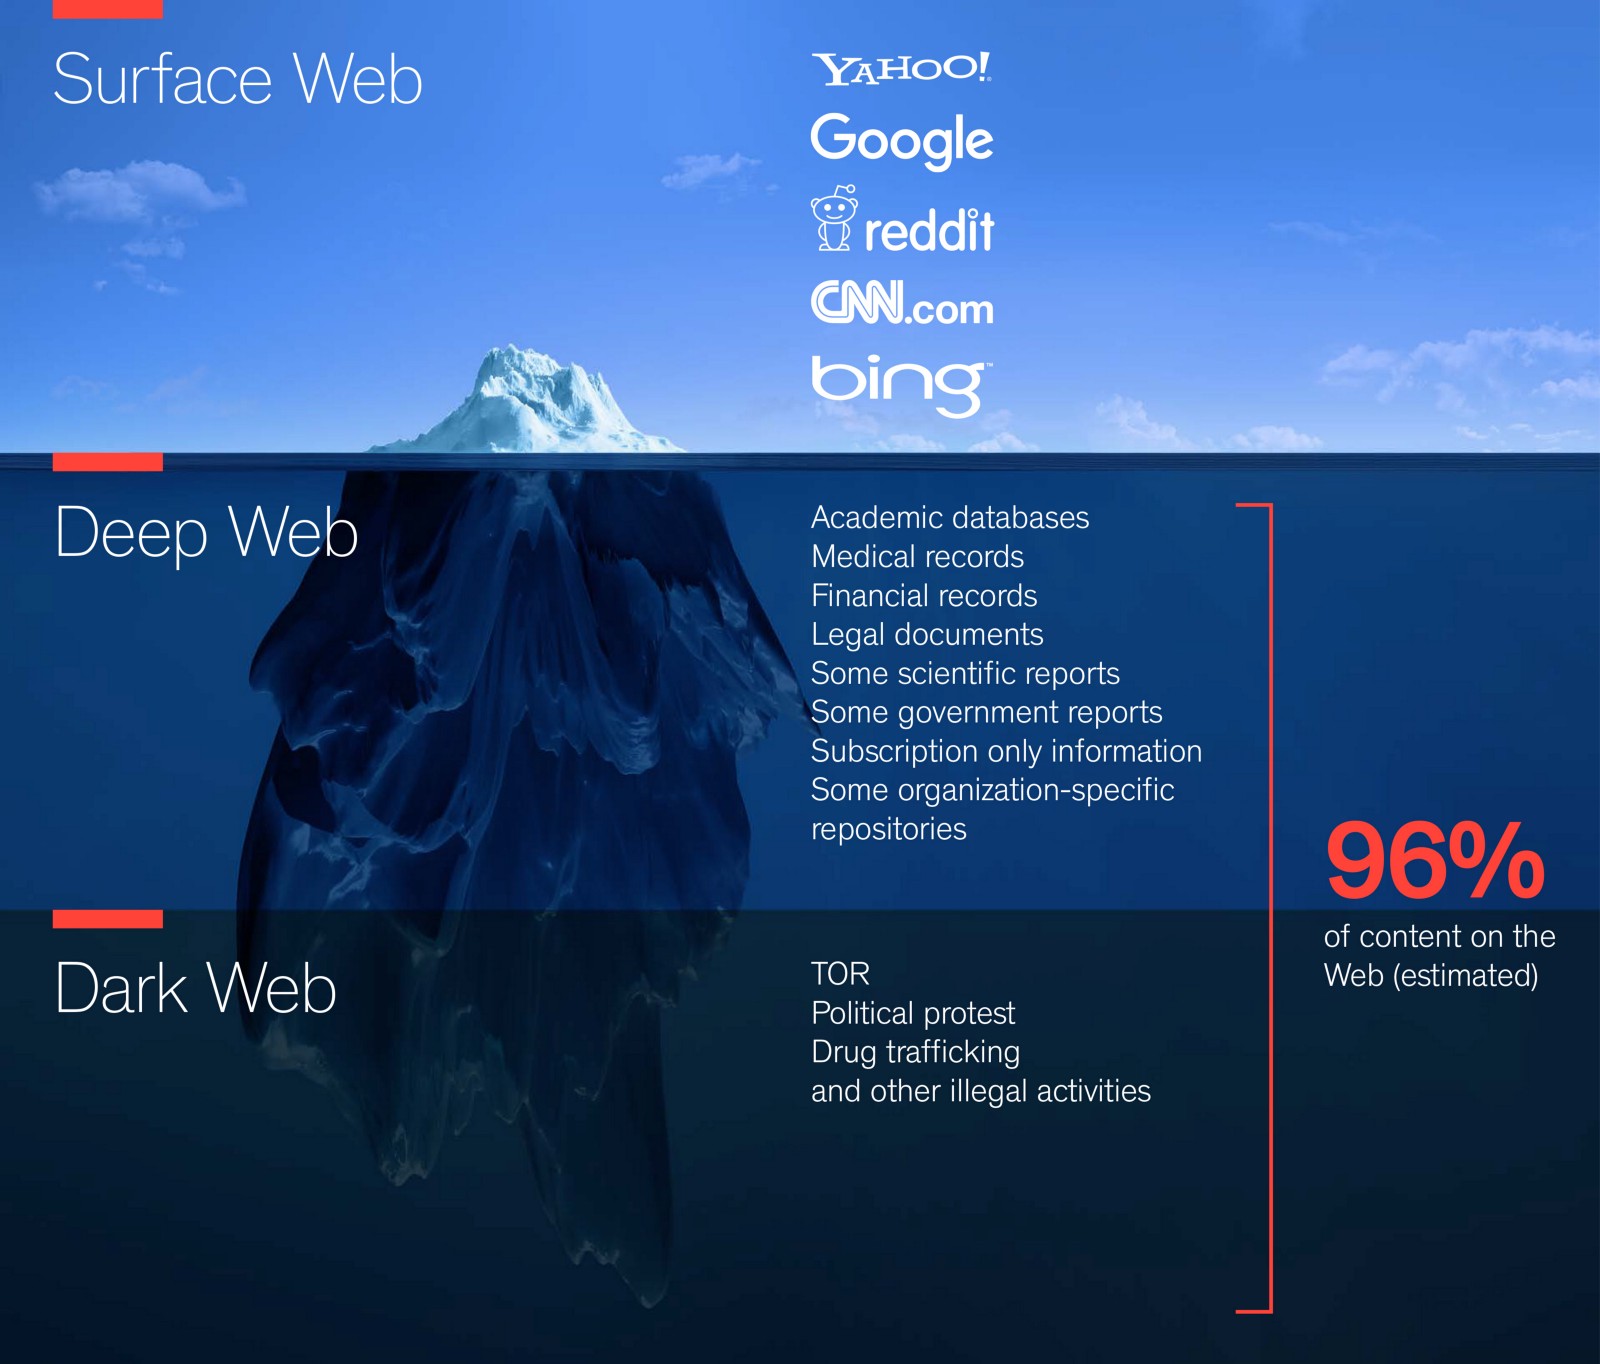 Surface Web
YAHOO!
Google
reddit
CNN.com
bing™
Deep Web
Academic databases
Medical records
Financial records
Legal documents
Some scientific reports
Some government reports
Subscription only information
Some organization-specific
repositories
96%
of content on the
Web (estimated)
Dark Web
TOR
Political protest
Drug trafficking
and other illegal activities